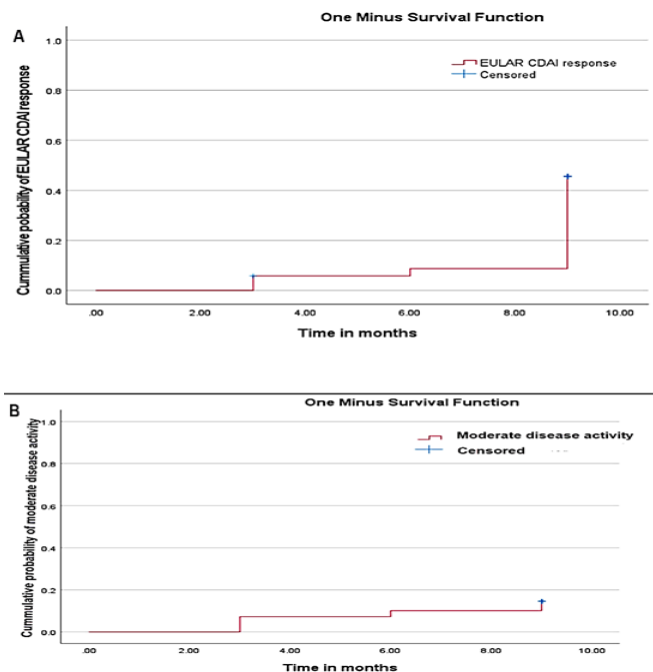 One Minus Survival Function
A
Cummulative pobability of EULAR CDAI response
1.0
0.8
0.6
0.4
0.2
0.0
EULAR CDAI response
Censored
.00 2.00 4.00 6.00 8.00 10.00
Time in months
One Minus Survival Function
B
Cummulative probability of moderate disease activity
1.0
0.8
0.6
0.4
0.2
0.0
Moderate disease activity
Censored
.00 2.00 4.00 6.00 8.00 10.00
Time in months